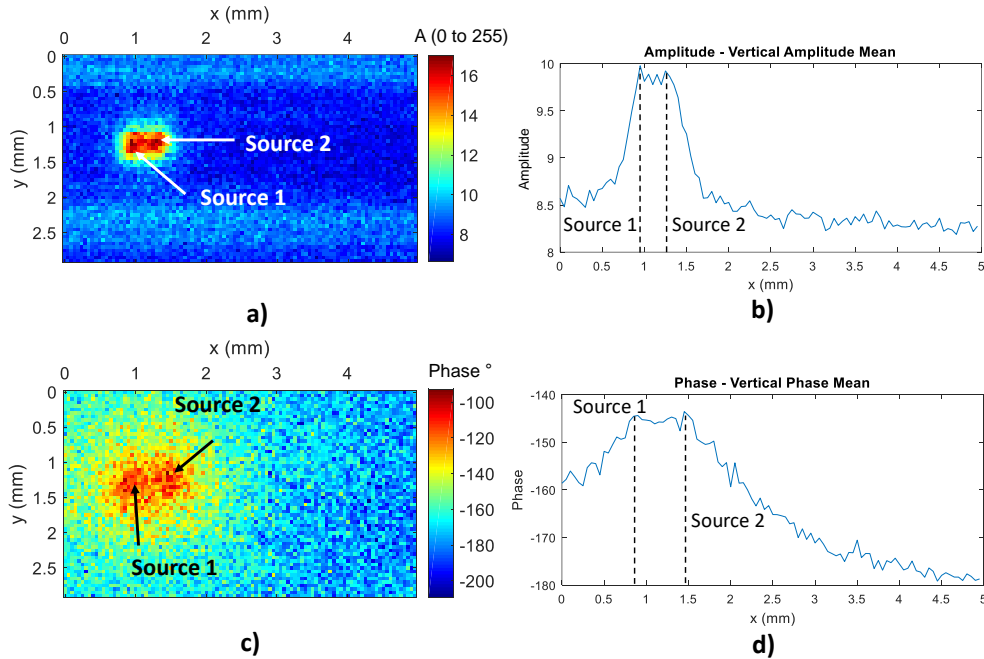 x (mm)
0 1 2 3 4
A (0 to 255)
0
0.5
1
1.5
2
2.5
y (mm)
Source 2
Source 1
16
14
12
10
8
a)
Amplitude - Vertical Amplitude Mean
10
9.5
9
8.5
8
Amplitude
Source 1
Source 2
0 0.5 1 1.5 2 2.5 3 3.5 4 4.5 5
x (mm)
b)
x (mm)
0 1 2 3 4
Phase °
0
0.5
1
1.5
2
2.5
y (mm)
Source 2
Source 1
-100
-120
-140
-160
-180
-200
c)
Phase - Vertical Phase Mean
-140
-150
-160
-170
-180
Phase
Source 1
Source 2
0 0.5 1 1.5 2 2.5 3 3.5 4 4.5 5
x (mm)
d)